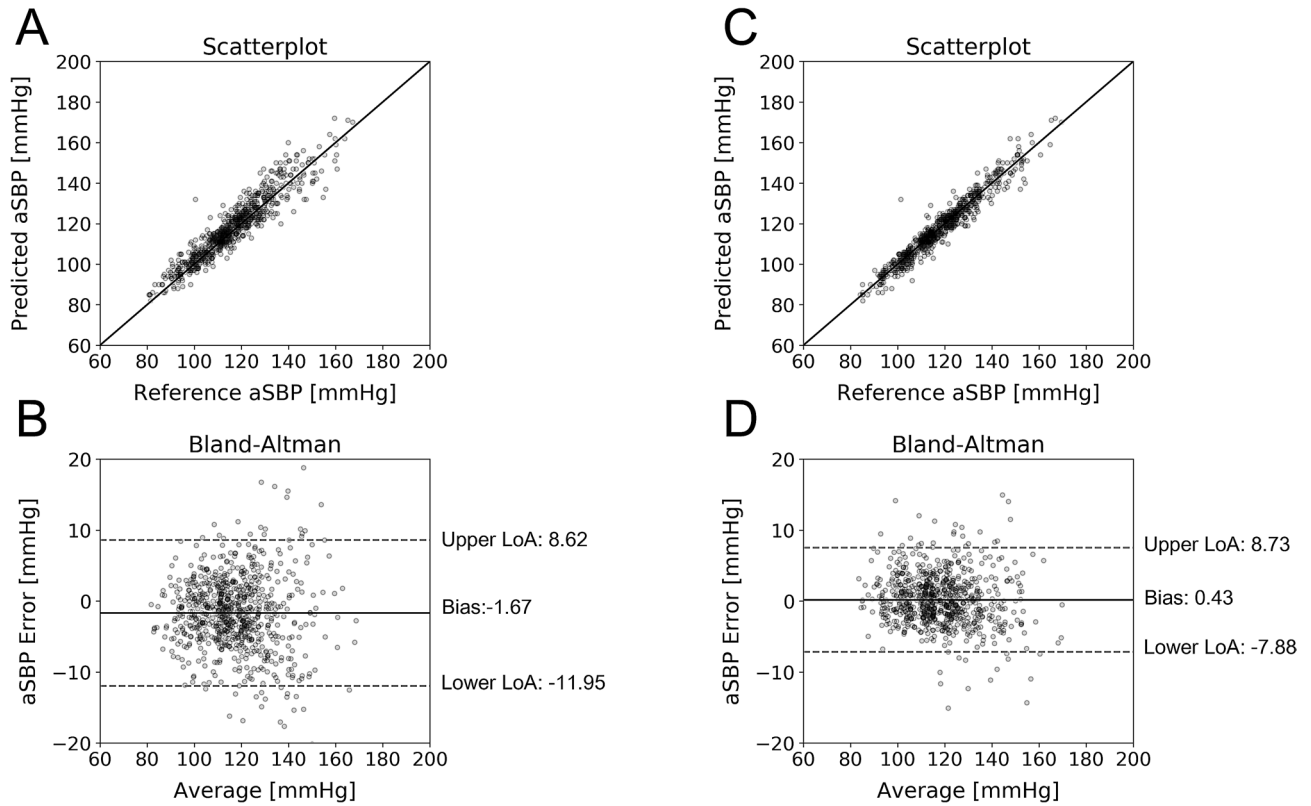 A
Scatterplot
Predicted aSBP [mmHg]
200
180
160
140
120
100
80
60
60 80 100 120 140 160 180 200
Reference aSBP [mmHg]
C
Scatterplot
Predicted aSBP [mmHg]
200
180
160
140
120
100
80
60
60 80 100 120 140 160 180 200
Reference aSBP [mmHg]
B
Bland-Altman
aSBP Error [mmHg]
20
10
0
−10
−20
60 80 100 120 140 160 180 200
Average [mmHg]
Upper LoA: 8.62
Bias:-1.67
Lower LoA: -11.95
D
Bland-Altman
aSBP Error [mmHg]
20
10
0
−10
−20
60 80 100 120 140 160 180 200
Average [mmHg]
Upper LoA: 8.73
Bias: 0.43
Lower LoA: -7.88